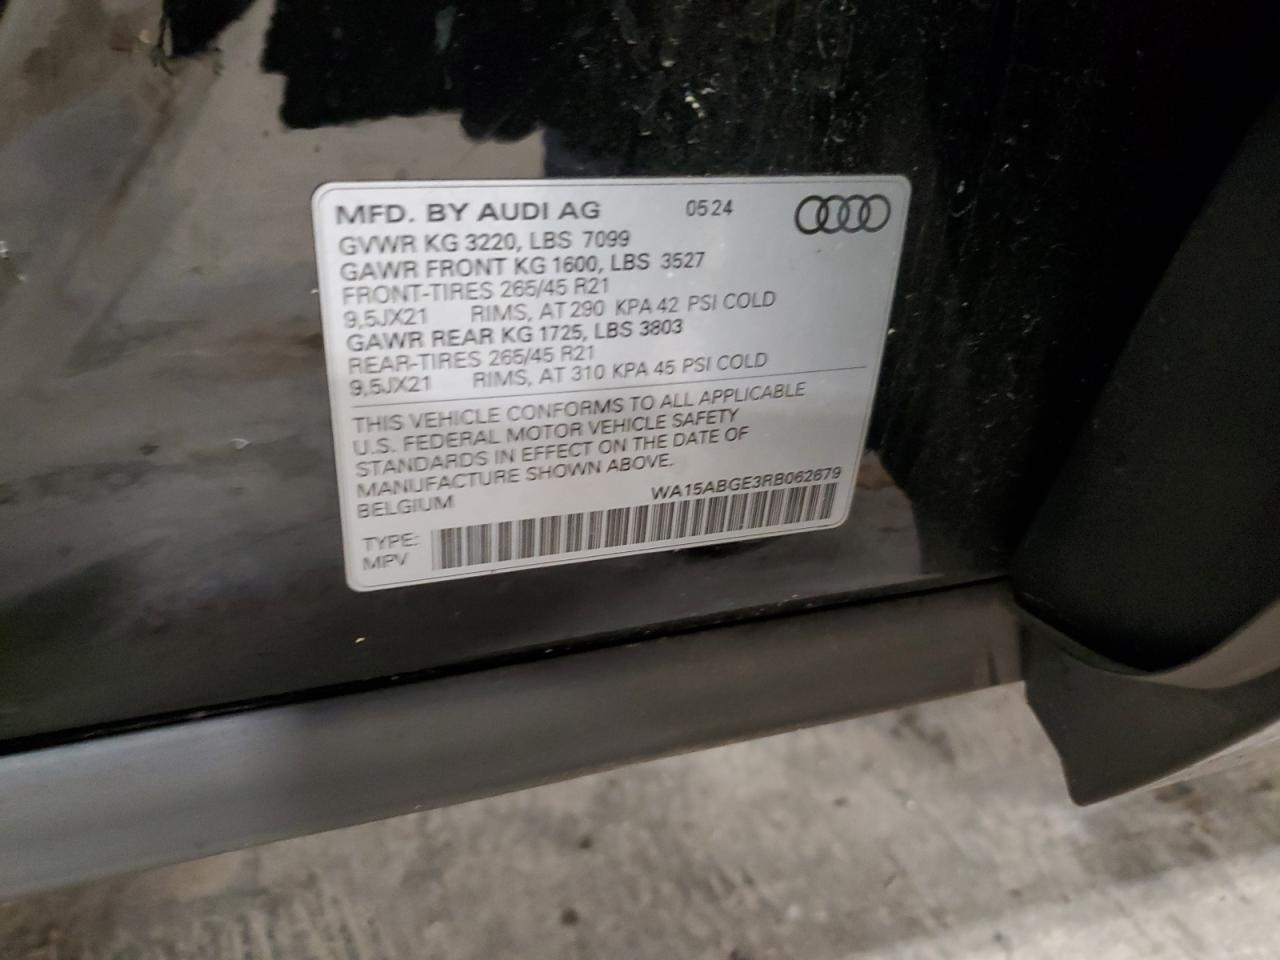 MFD. BY AUDI AG 05 24
GVWR KG 3220, LBS 7099
GAWR FRONT KG 1600, LBS 3527
FRONT-TIRES 265/45 R21
9,5JX21 RIMS, AT 290 KPA 42 PSI COLD
GAWR REAR KG 1725, LBS 3803
REAR-TIRES 265/45 R21
9,5JX21 RIMS, AT 310 KPA 45 PSI COLD
THIS VEHICLE CONFORMS TO ALL APPLICABLE
U.S. FEDERAL MOTOR VEHICLE SAFETY
STANDARDS IN EFFECT ON THE DATE OF
MANUFACTURE SHOWN ABOVE.
BELGIUM WA15ABGE3RB062679
TYPE:
MPV